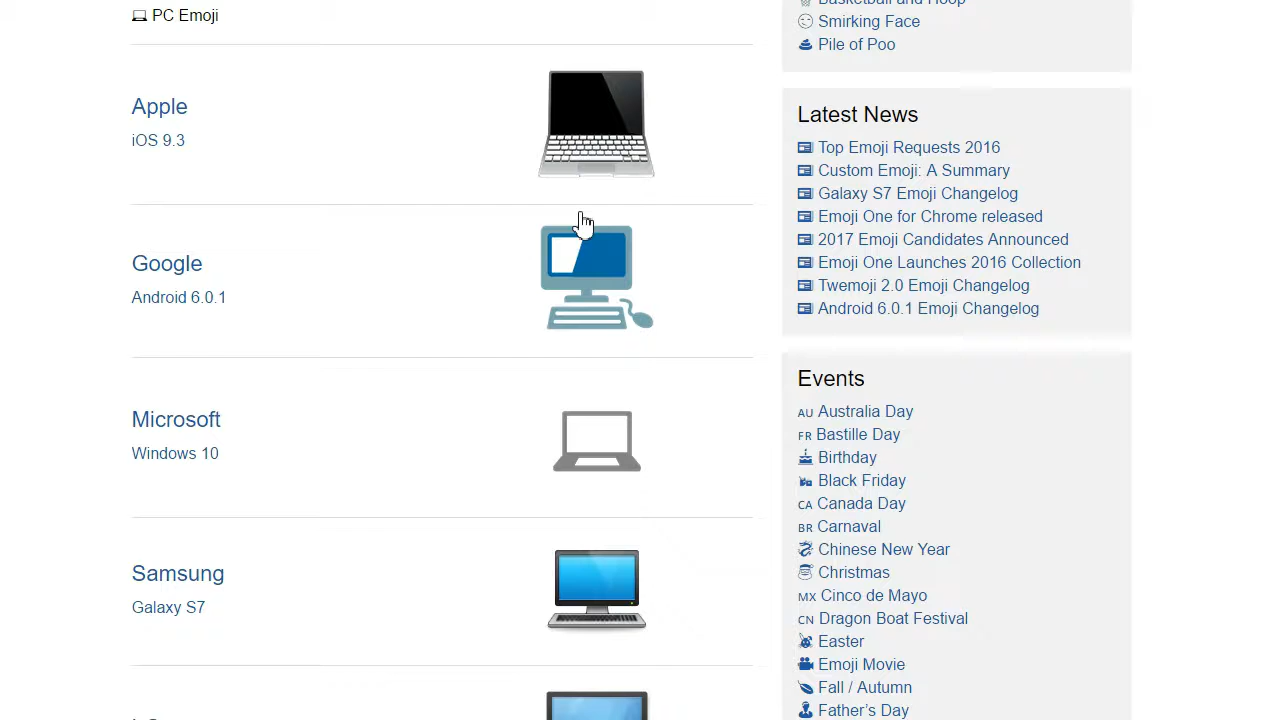 PC Emoji
Apple
iOS 9.3
Google
Android 6.0.1
Microsoft
Windows 10
Samsung
Galaxy S7
Smirking Face
Pile of Poo
Latest News
Top Emoji Requests 2016
Custom Emoji: A Summary
Galaxy S7 Emoji Changelog
Emoji One for Chrome released
2017 Emoji Candidates Announced
Emoji One Launches 2016 Collection
Twemoji 2.0 Emoji Changelog
Android 6.0.1 Emoji Changelog
Events
AU Australia Day
FR Bastille Day
Birthday
Black Friday
CA Canada Day
BR Carnaval
Chinese New Year
Christmas
MX Cinco de Mayo
CN Dragon Boat Festival
Easter
Emoji Movie
Fall / Autumn
Father's Day